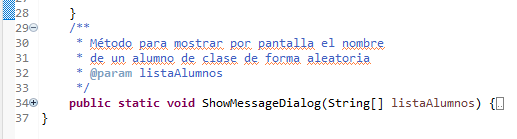 28 }
29 /**
30 * Método para mostrar por pantalla el nombre
31 * de un alumno de clase de forma aleatoria
32 * @param listaAlumnos
33 */
34 public static void ShowMessageDialog(String[] listaAlumnos) {
37 }